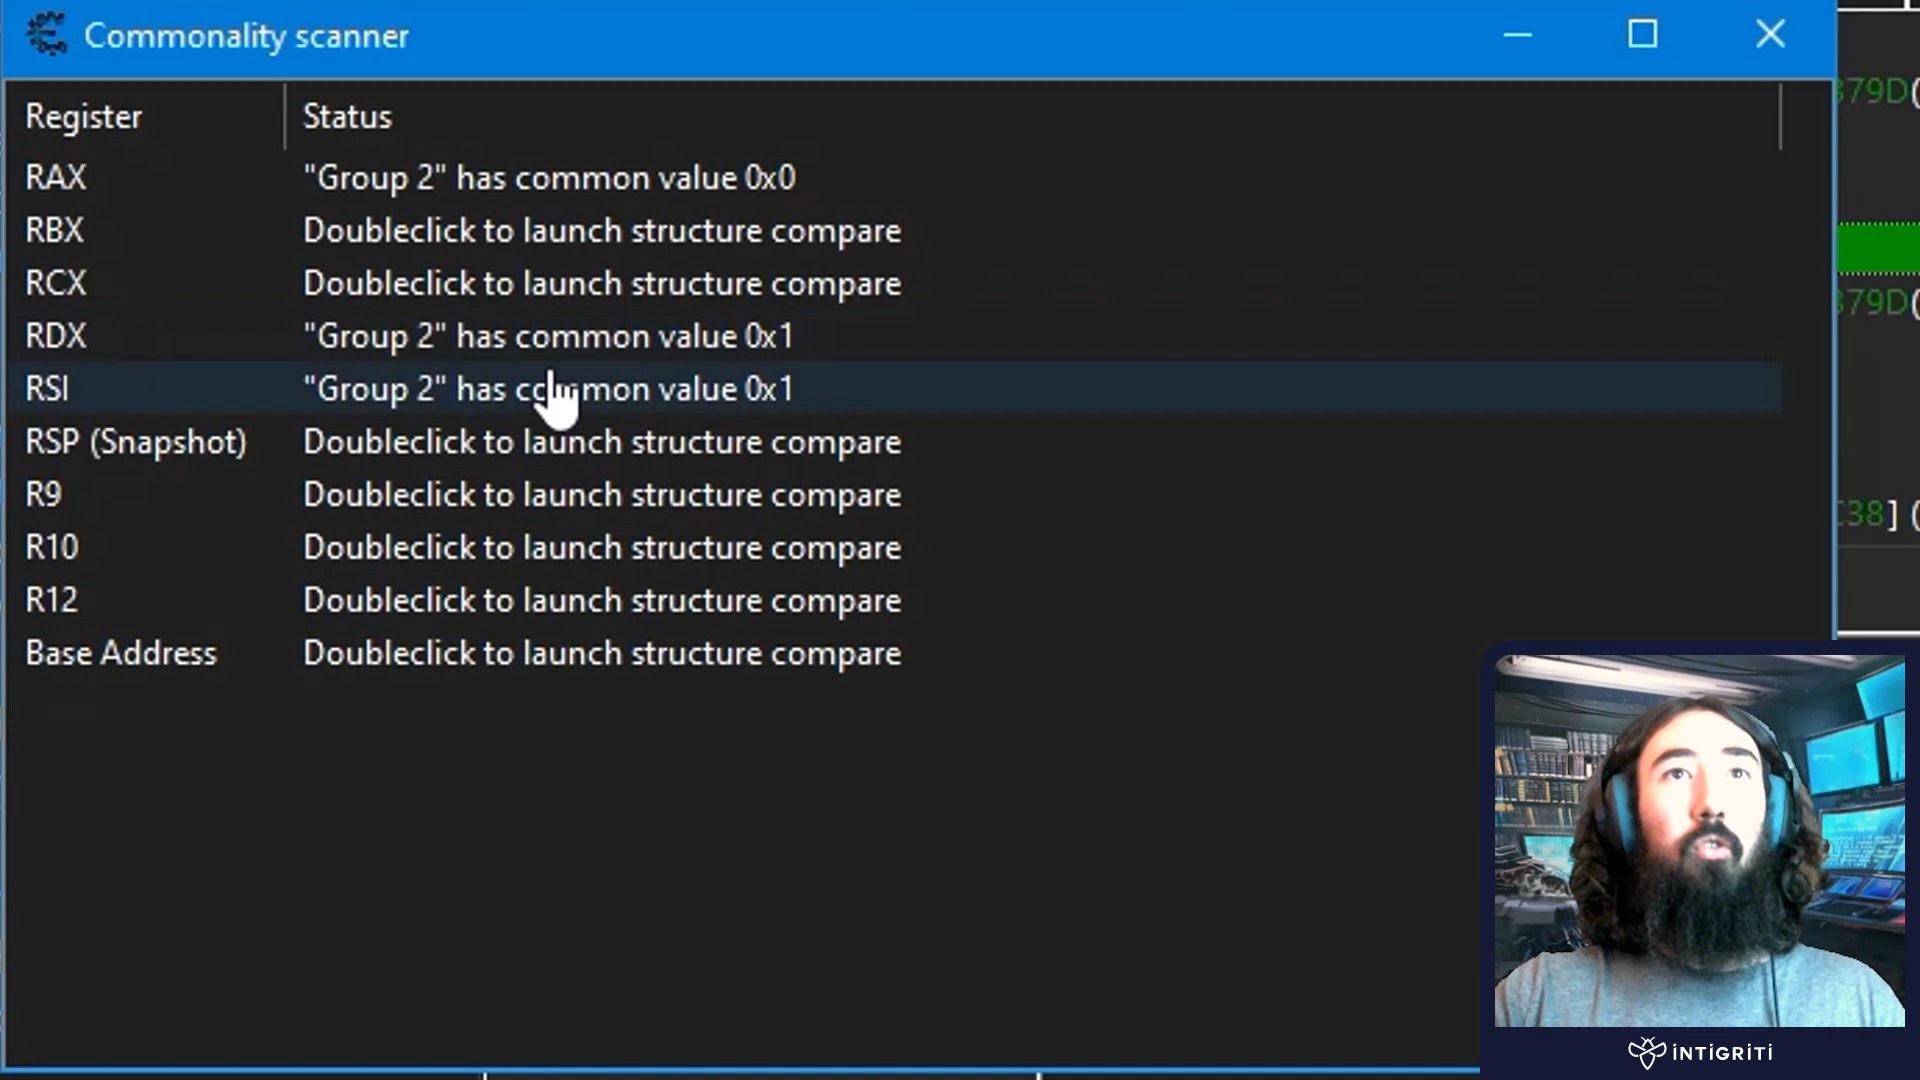 Commonality scanner
Register Status
RAX "Group 2" has common value 0x0
RBX Doubleclick to launch structure compare
RCX Doubleclick to launch structure compare
RDX "Group 2" has common value 0x1
RSI "Group 2" has common value 0x1
RSP (Snapshot) Doubleclick to launch structure compare
R9 Doubleclick to launch structure compare
R10 Doubleclick to launch structure compare
R12 Doubleclick to launch structure compare
Base Address Doubleclick to launch structure compare
379D(
379D(
C38] (
INTIGRITI